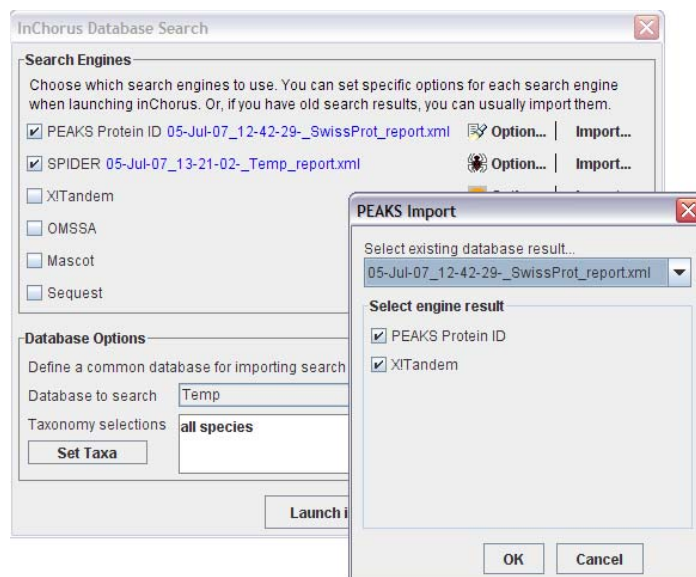 InChorus Database Search
Search Engines
Choose which search engines to use. You can set specific options for each search engine
when launching inChorus. Or, if you have old search results, you can usually import them.
PEAKS Protein ID 05-Jul-07_12-42-29-_SwissProt_report.xml Option... | Import...
SPIDER 05-Jul-07_13-21-02-_Temp_report.xml Option... | Import...
X!Tandem
OMSSA
Mascot
Sequest
Database Options
Define a common database for importing search
Database to search Temp
Taxonomy selections all species
Set Taxa
Launch i
PEAKS Import
Select existing database result...
05-Jul-07_12-42-29-_SwissProt_report.xml
Select engine result
PEAKS Protein ID
X!Tandem
OK Cancel